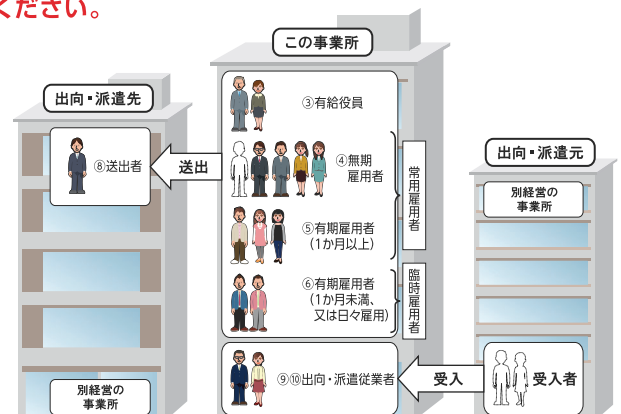 ください。
この事業所
③有給役員
④無期
雇用者
⑤有期雇用者
(1か月以上)
⑥有期雇用者
(1か月未満、
又は日々雇用)
常用雇用者
臨時雇用者
⑨⑩出向・派遣従業者
出向・派遣先
⑧送出者
送出
別経営の
事業所
出向・派遣元
別経営の
事業所
受入
受入者